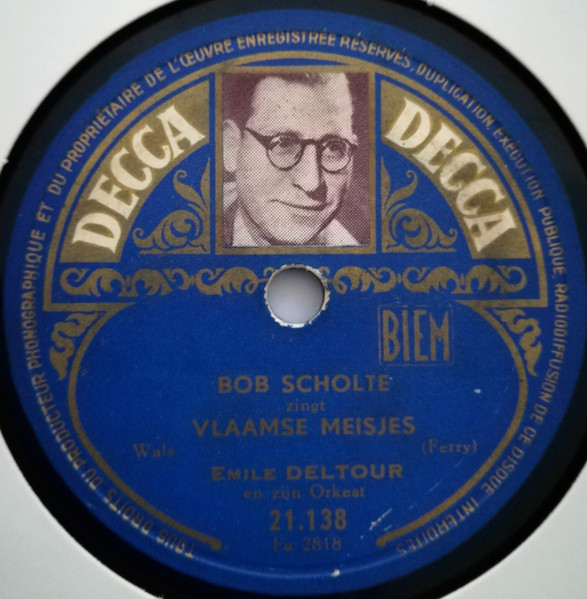 TOUS DROITS DU PRODUCTEUR PHONOGRAPHIQUE ET DU PROPRIÉTAIRE DE L'ŒUVRE ENREGISTRÉE RÉSERVÉS, DUPLICATION, EXÉCUTION PUBLIQUE, RADIODIFFUSION DE CE DISQUE INTERDITES
DECCA DECCA
BIEM
BOB SCHOLTE
zingt
VLAAMSE MEISJES
Wals (Ferry)
EMILE DELTOUR
en zijn Orkest
21.138
Fo 2818